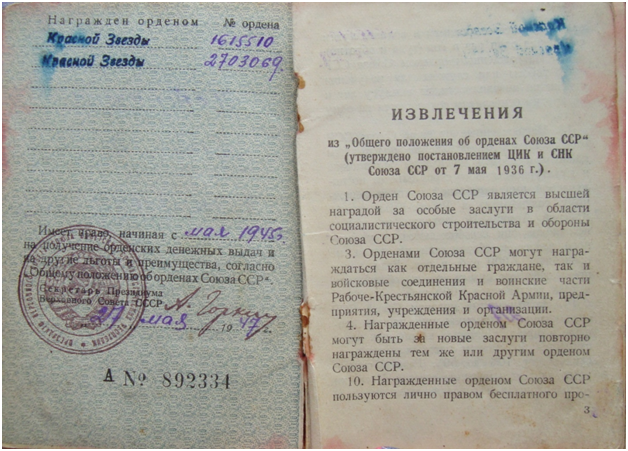 Награжден орденом № ордена
Красной Звезды 1615510
Красной Звезды 2703069
Имеет право, начиная с мая 1945г.
на получение орденских денежных выдач и
на другие льготы и преимущества, согласно
„Общему положению об орденах Союза ССР“
Секретарь Президиума
Верховного Совета СССР А. Горкин
27 мая 1947г.
А № 892334
ИЗВЛЕЧЕНИЯ
из „Общего положения об орденах Союза ССР“
(утверждено постановлением ЦИК и СНК
Союза ССР от 7 мая 1936 г.).
1. Орден Союза ССР является высшей
наградой за особые заслуги в области
социалистического строительства и обороны
Союза ССР.
3. Орденами Союза ССР могут наг-
раждаться как отдельные граждане, так и
войсковые соединения и воинские части
Рабоче-Крестьянской Красной Армии, пред-
приятия, учреждения и организации.
4. Награжденные орденом Союза ССР
могут быть за новые заслуги повторно
награждены тем же или другим орденом
Союза ССР.
10. Награжденные орденом Союза ССР
пользуются лично правом бесплатного про-
3